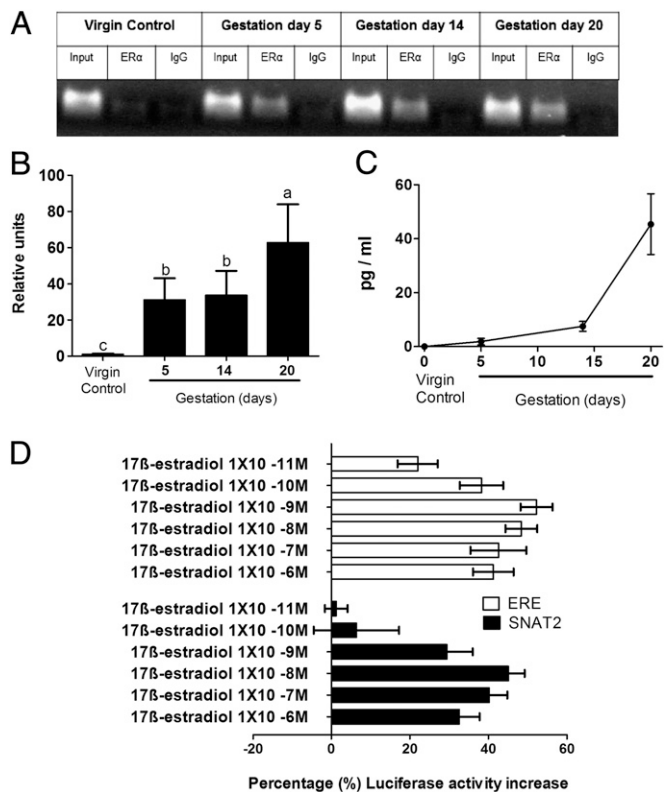 A
Virgin Control Gestation day 5 Gestation day 14 Gestation day 20
Input ERα IgG Input ERα IgG Input ERα IgG Input ERα IgG
B
Relative units
100
80
60
40
20
0
c b b a
Virgin Control 5 14 20
Gestation (days)
C
pg / ml
60
40
20
0
0 5 10 15 20
Virgin Control
Gestation (days)
D
17ß-estradiol 1X10 -11M
17ß-estradiol 1X10 -10M
17ß-estradiol 1X10 -9M
17ß-estradiol 1X10 -8M
17ß-estradiol 1X10 -7M
17ß-estradiol 1X10 -6M
17ß-estradiol 1X10 -11M
17ß-estradiol 1X10 -10M
17ß-estradiol 1X10 -9M
17ß-estradiol 1X10 -8M
17ß-estradiol 1X10 -7M
17ß-estradiol 1X10 -6M
ERE
SNAT2
-20 0 20 40 60
Percentage (%) Luciferase activity increase